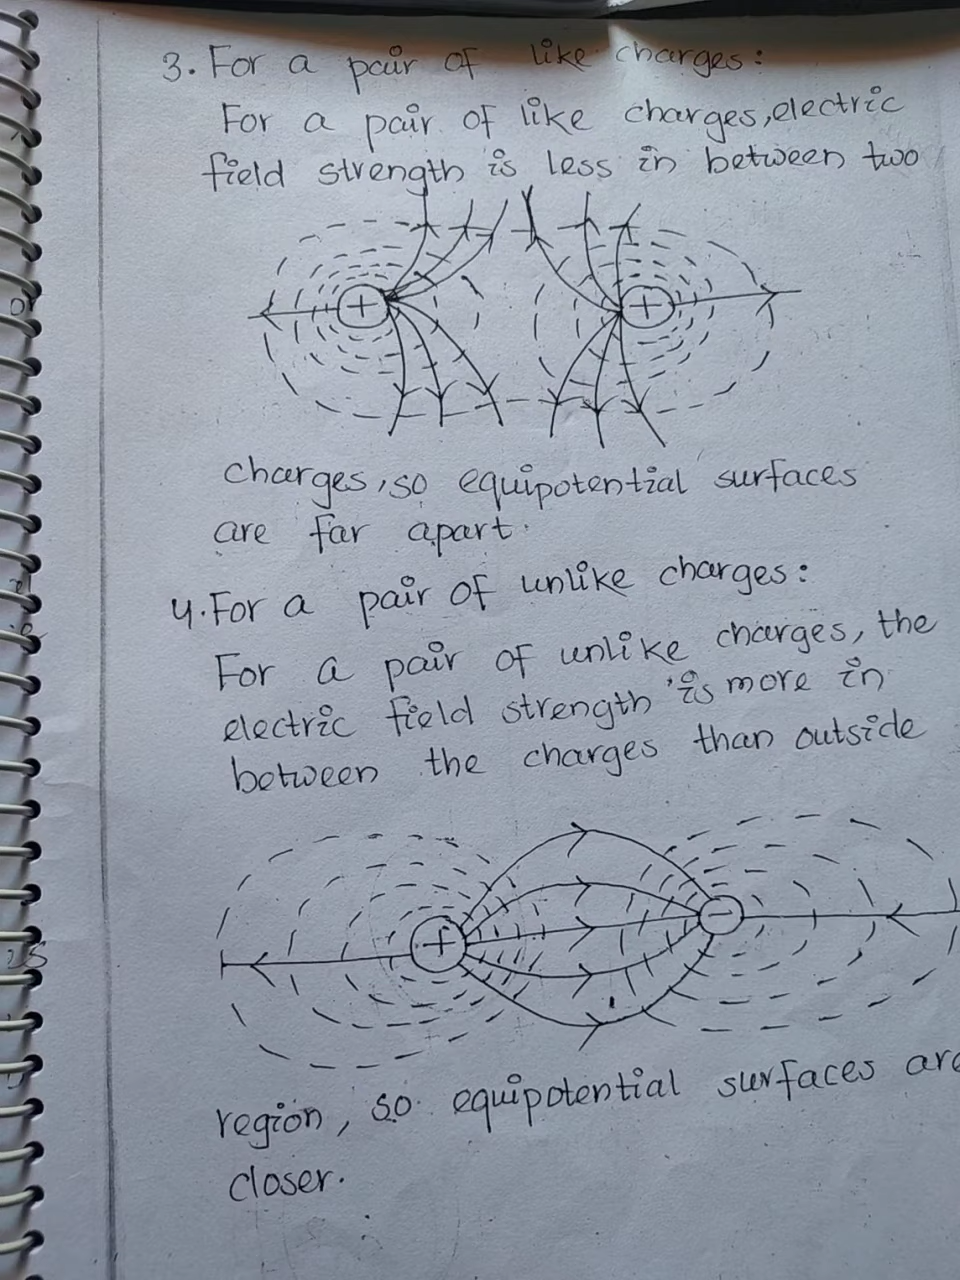 3. For a pair of like charges:
For a pair of like charges, electric
field strength is less in between two
+ +
charges, so equipotential surfaces
are far apart.
4. For a pair of unlike charges:
For a pair of unlike charges, the
electric field strength is more in
between the charges than outside
+ -
region, so equipotential surfaces are
closer.